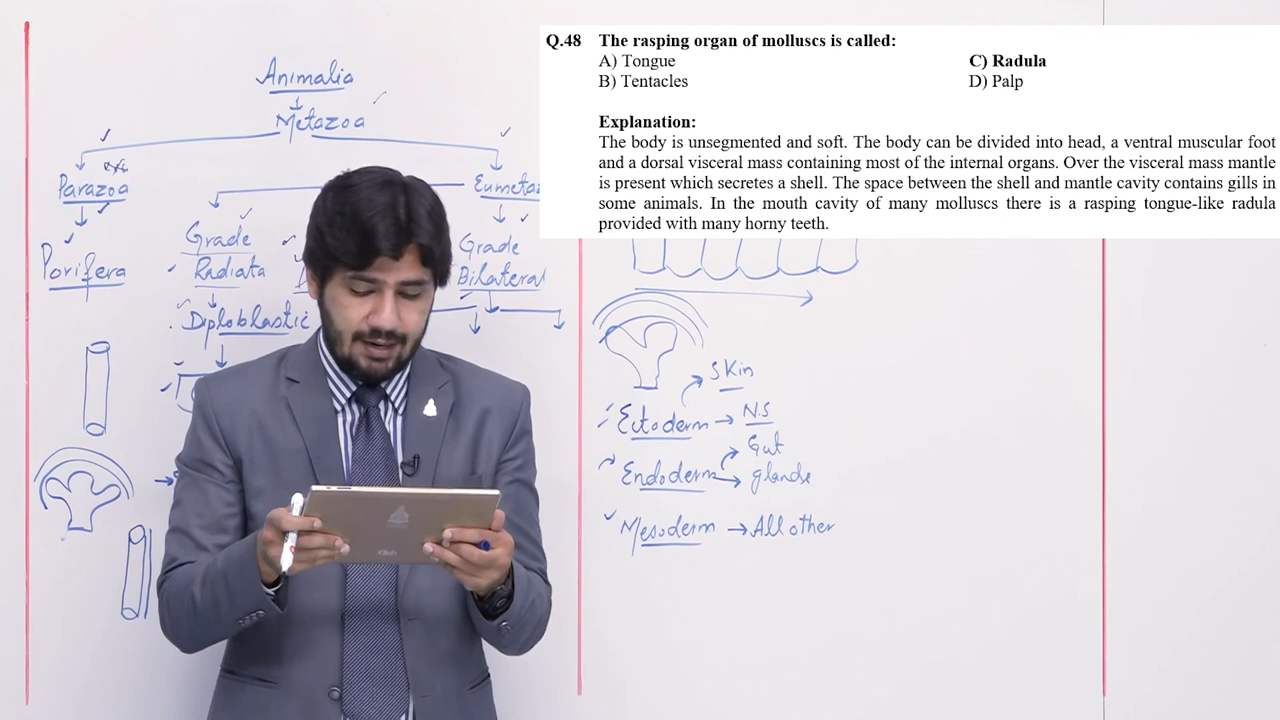 Q.48 The rasping organ of molluscs is called:
A) Tongue C) Radula
B) Tentacles D) Palp
Explanation:
The body is unsegmented and soft. The body can be divided into head, a ventral muscular foot
and a dorsal visceral mass containing most of the internal organs. Over the visceral mass mantle
is present which secretes a shell. The space between the shell and mantle cavity contains gills in
some animals. In the mouth cavity of many molluscs there is a rasping tongue-like radula
provided with many horny teeth.
Animalia
Metazoa
Parazoa
Eumetaz
Porifera
Grade
Radiata
Diploblastic
Grade
Bilateral
Skin
Ectoderm → N.S
Gut
Endoderm → glands
Mesoderm → All other